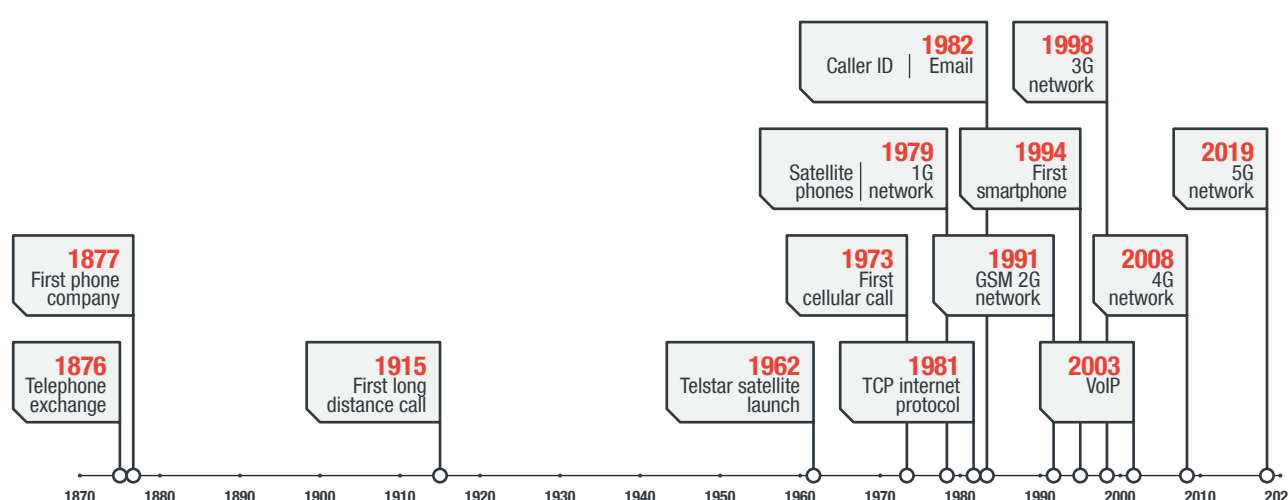 1982
Caller ID | Email
1998
3G
network
1979
Satellite | 1G
phones | network
1994
First
smartphone
2019
5G
network
1877
First phone
company
1973
First
cellular call
1991
GSM 2G
network
2008
4G
network
1876
Telephone
exchange
1915
First long
distance call
1962
Telstar satellite
launch
1981
TCP internet
protocol
2003
VoIP
1870 1880 1890 1900 1910 1920 1930 1940 1950 1960 1970 1980 1990 2000 2010 202